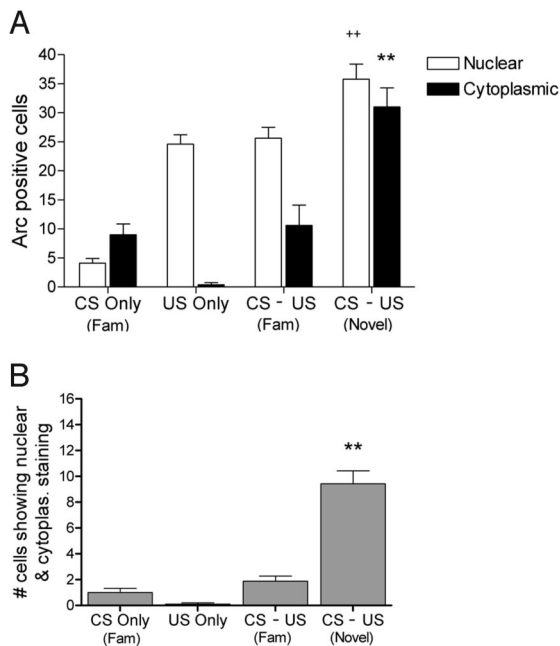 A
Arc positive cells
40
35
30
25
20
15
10
5
0
++
**
Nuclear
Cytoplasmic
CS Only US Only CS - US CS - US
(Fam) (Fam) (Novel)
B
# cells showing nuclear
& cytoplas. staining
16
14
12
10
8
6
4
2
0
**
CS Only US Only CS - US CS - US
(Fam) (Fam) (Novel)